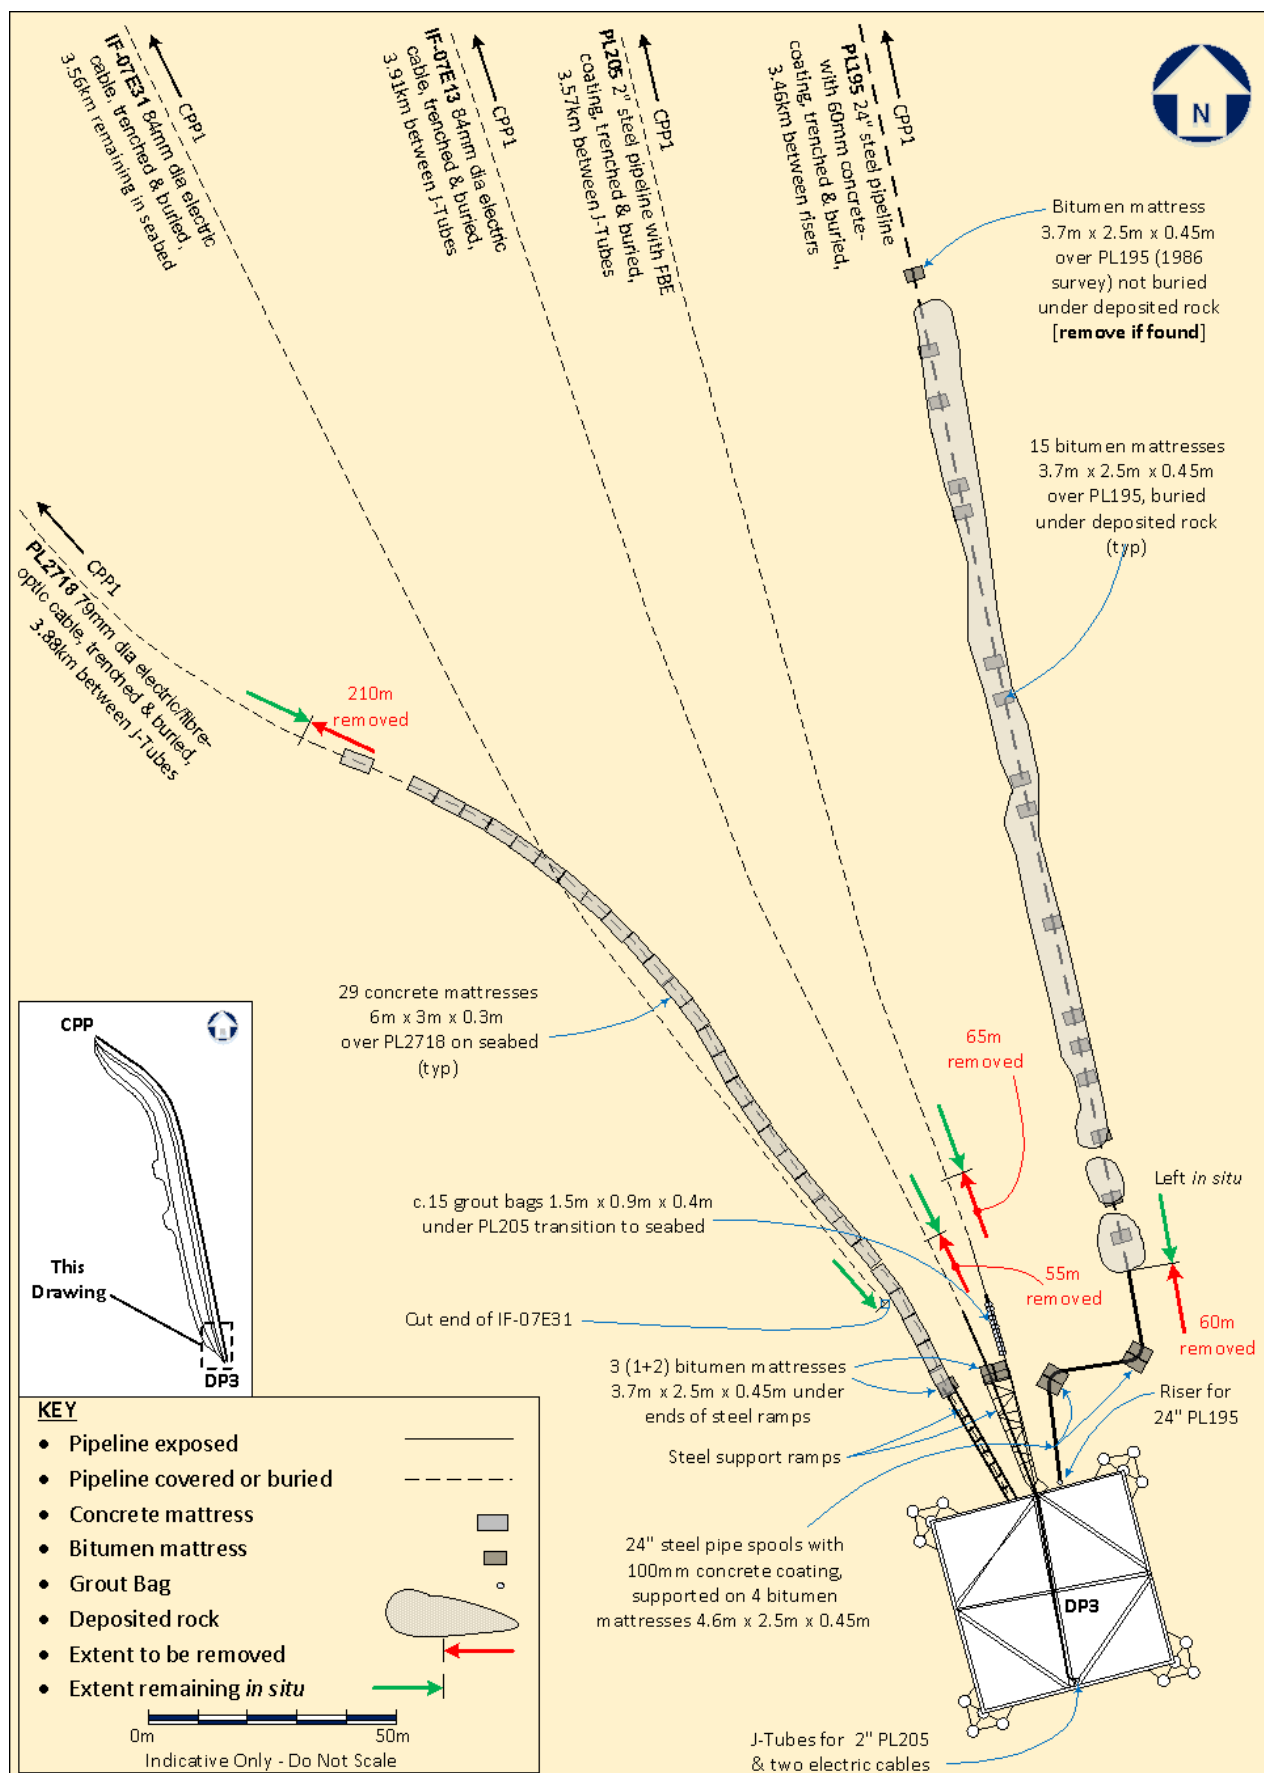 IF-07E31 84mm dia electric
cable, trenched & buried,
3.56km remaining in seabed
CPP1
IF-07E13 84mm dia electric
cable, trenched & buried,
3.91km between J-Tubes
CPP1
PL205 2" steel pipeline with FBE
coating, trenched & buried,
3.57km between J-Tubes
CPP1
PL195 24" steel pipeline
with 60mm concrete-
coating, trenched & buried,
3.46km between risers
CPP1
N
Bitumen mattress
3.7m x 2.5m x 0.45m
over PL195 (1986
survey) not buried
under deposited rock
[remove if found]
15 bitumen mattresses
3.7m x 2.5m x 0.45m
over PL195, buried
under deposited rock
(typ)
CPP1
PL2718 79mm dia electric/fibre-
optic cable, trenched & buried,
3.88km between J-Tubes
210m
removed
29 concrete mattresses
6m x 3m x 0.3m
over PL2718 on seabed
(typ)
65m
removed
c.15 grout bags 1.5m x 0.9m x 0.4m
under PL205 transition to seabed
Left in situ
55m
removed
60m
removed
Cut end of IF-07E31
3 (1+2) bitumen mattresses
3.7m x 2.5m x 0.45m under
ends of steel ramps
Riser for
24" PL195
Steel support ramps
24" steel pipe spools with
100mm concrete coating,
supported on 4 bitumen
mattresses 4.6m x 2.5m x 0.45m
DP3
J-Tubes for 2" PL205
& two electric cables
CPP
This
Drawing
DP3
KEY
• Pipeline exposed
• Pipeline covered or buried
• Concrete mattress
• Bitumen mattress
• Grout Bag
• Deposited rock
• Extent to be removed
• Extent remaining in situ
0m 50m
Indicative Only - Do Not Scale